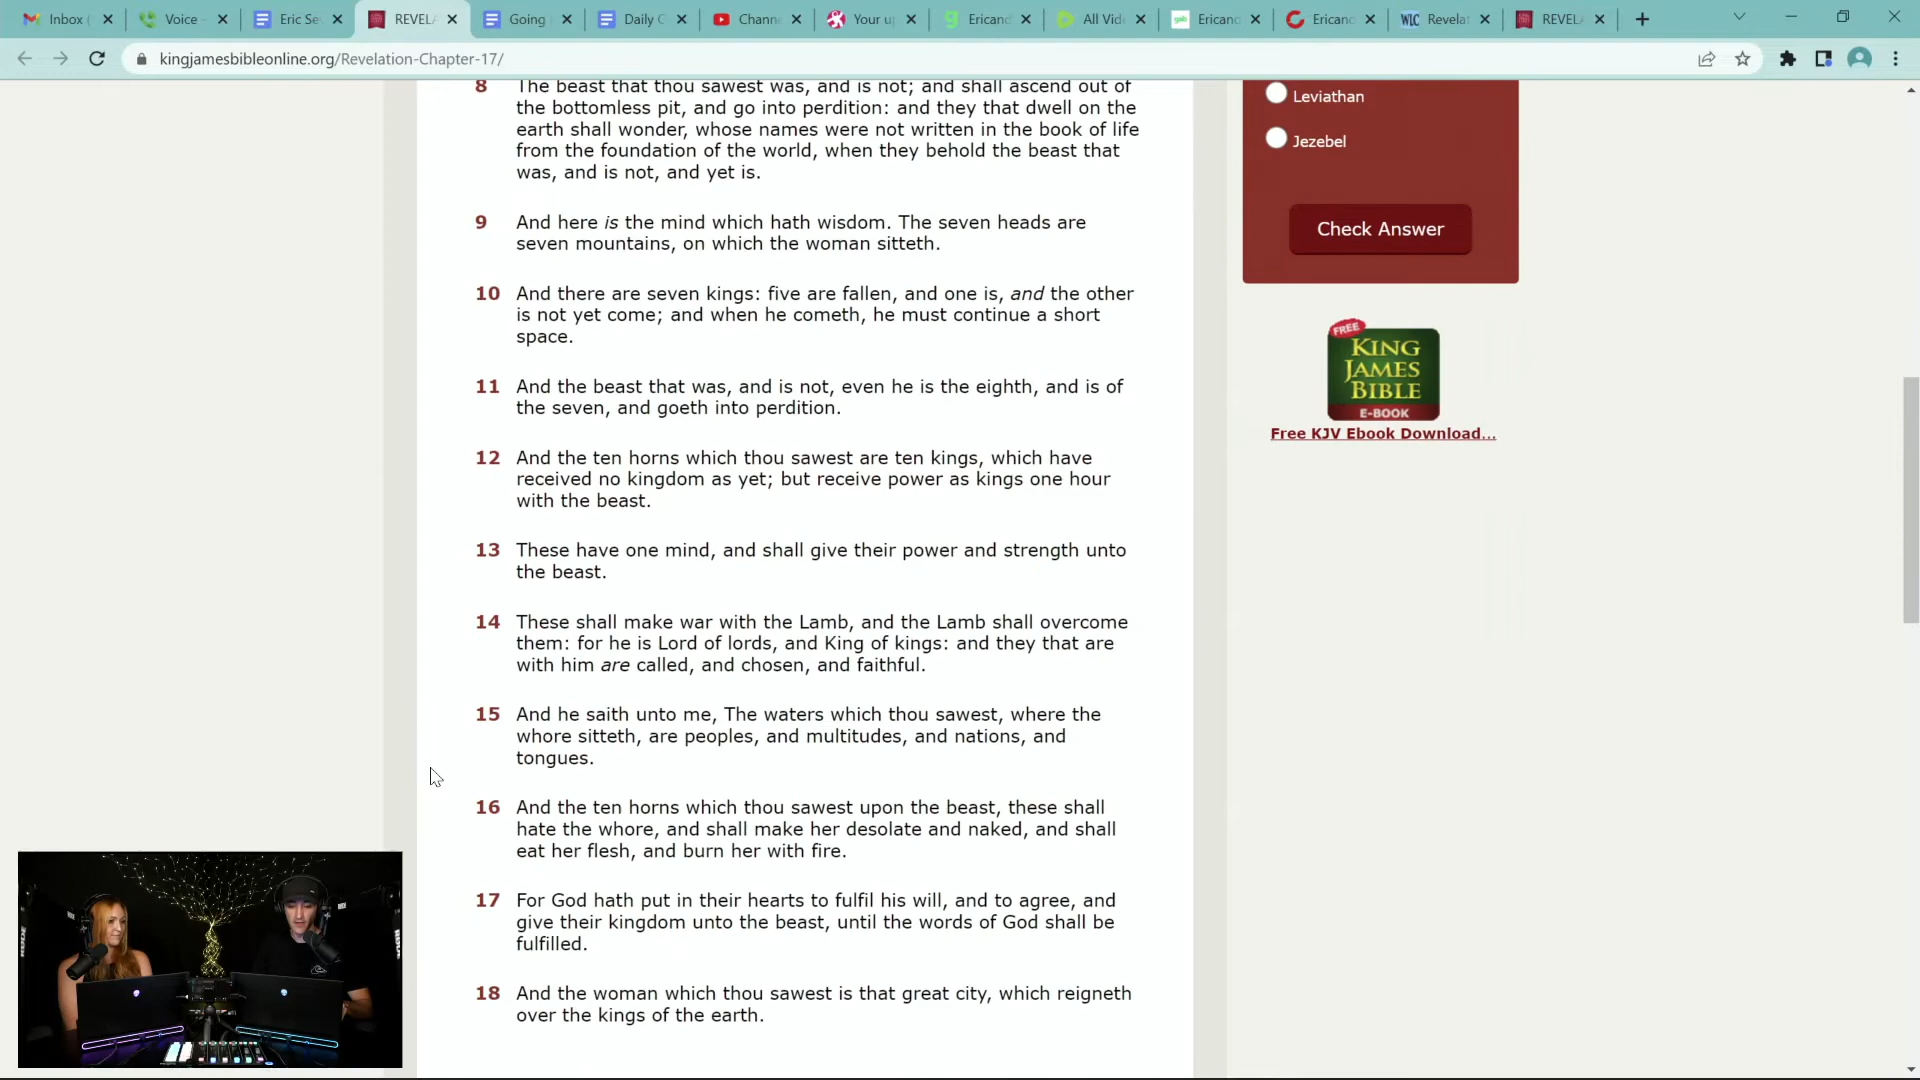 Inbox (
Voice -
Eric Se
REVEL
Going
Daily C
Chann
Your u
Ericand
All Vid
Ericand
Ericand
WLC Revelat
REVEL
kingjamesbibleonline.org/Revelation-Chapter-17/
8 The beast that thou sawest was, and is not; and shall ascend out of
the bottomless pit, and go into perdition: and they that dwell on the
earth shall wonder, whose names were not written in the book of life
from the foundation of the world, when they behold the beast that
was, and is not, and yet is.
9 And here is the mind which hath wisdom. The seven heads are
seven mountains, on which the woman sitteth.
10 And there are seven kings: five are fallen, and one is, and the other
is not yet come; and when he cometh, he must continue a short
space.
11 And the beast that was, and is not, even he is the eighth, and is of
the seven, and goeth into perdition.
12 And the ten horns which thou sawest are ten kings, which have
received no kingdom as yet; but receive power as kings one hour
with the beast.
13 These have one mind, and shall give their power and strength unto
the beast.
14 These shall make war with the Lamb, and the Lamb shall overcome
them: for he is Lord of lords, and King of kings: and they that are
with him are called, and chosen, and faithful.
15 And he saith unto me, The waters which thou sawest, where the
whore sitteth, are peoples, and multitudes, and nations, and
tongues.
16 And the ten horns which thou sawest upon the beast, these shall
hate the whore, and shall make her desolate and naked, and shall
eat her flesh, and burn her with fire.
17 For God hath put in their hearts to fulfil his will, and to agree, and
give their kingdom unto the beast, until the words of God shall be
fulfilled.
18 And the woman which thou sawest is that great city, which reigneth
over the kings of the earth.
Leviathan
Jezebel
Check Answer
FREE
KING
JAMES
BIBLE
E-BOOK
Free KJV Ebook Download...